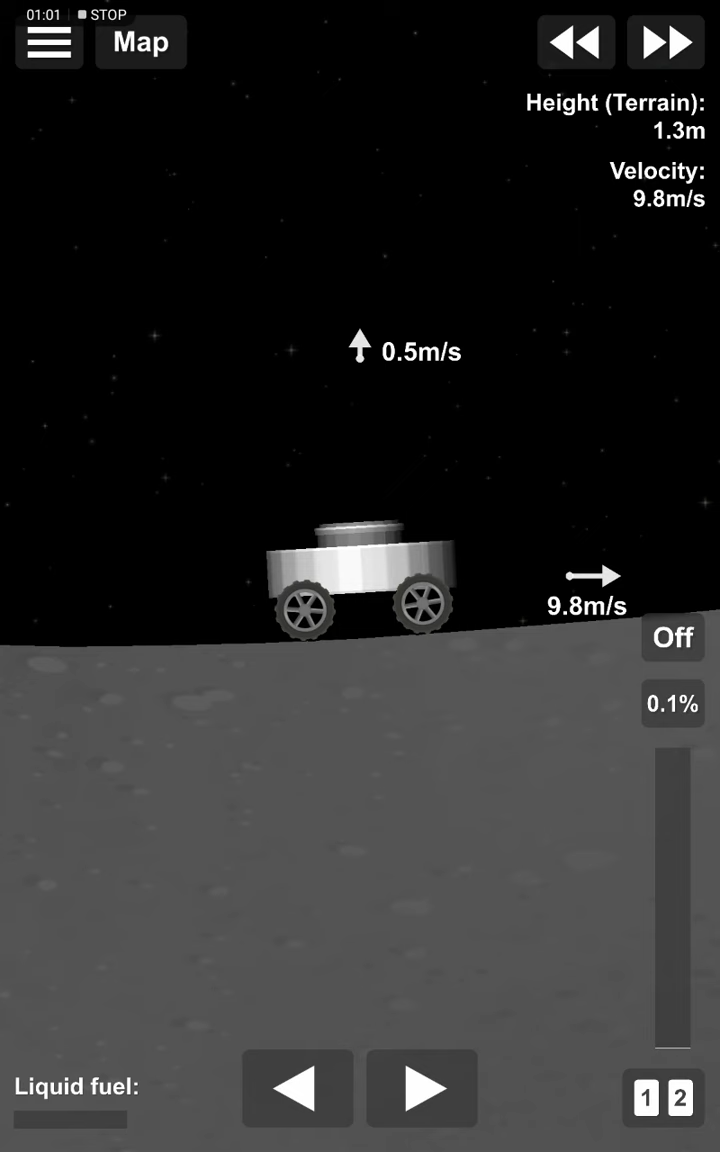 01:01 STOP
Map
Height (Terrain):
1.3m
Velocity:
9.8m/s
0.5m/s
9.8m/s
Off
0.1%
Liquid fuel:
1 2